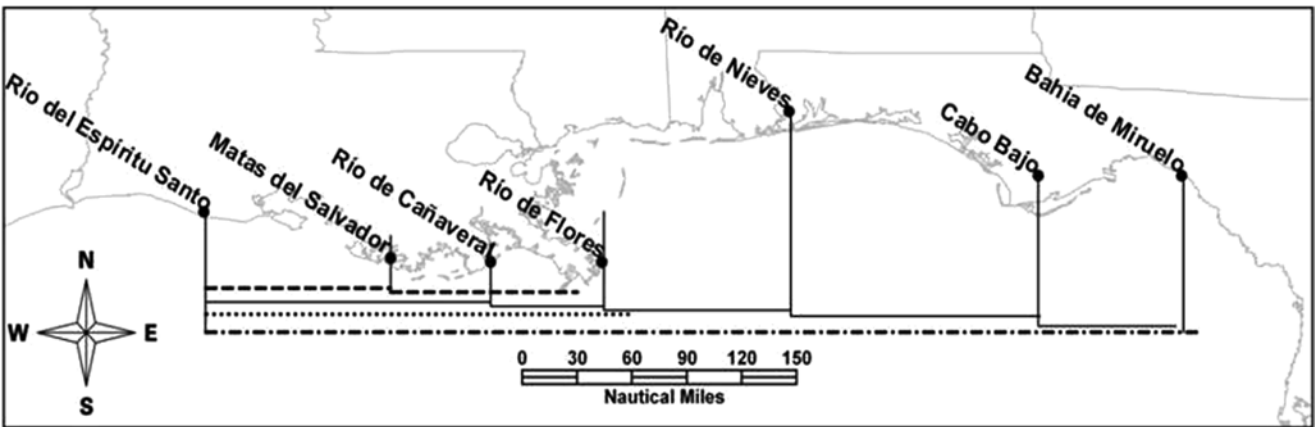 Río del Espíritu Santo
Matas del Salvador
Río de Cañaveral
Río de Flores
Río de Nieves
Cabo Bajo
Bahía de Miruelo
N
W E
S
0 30 60 90 120 150
Nautical Miles